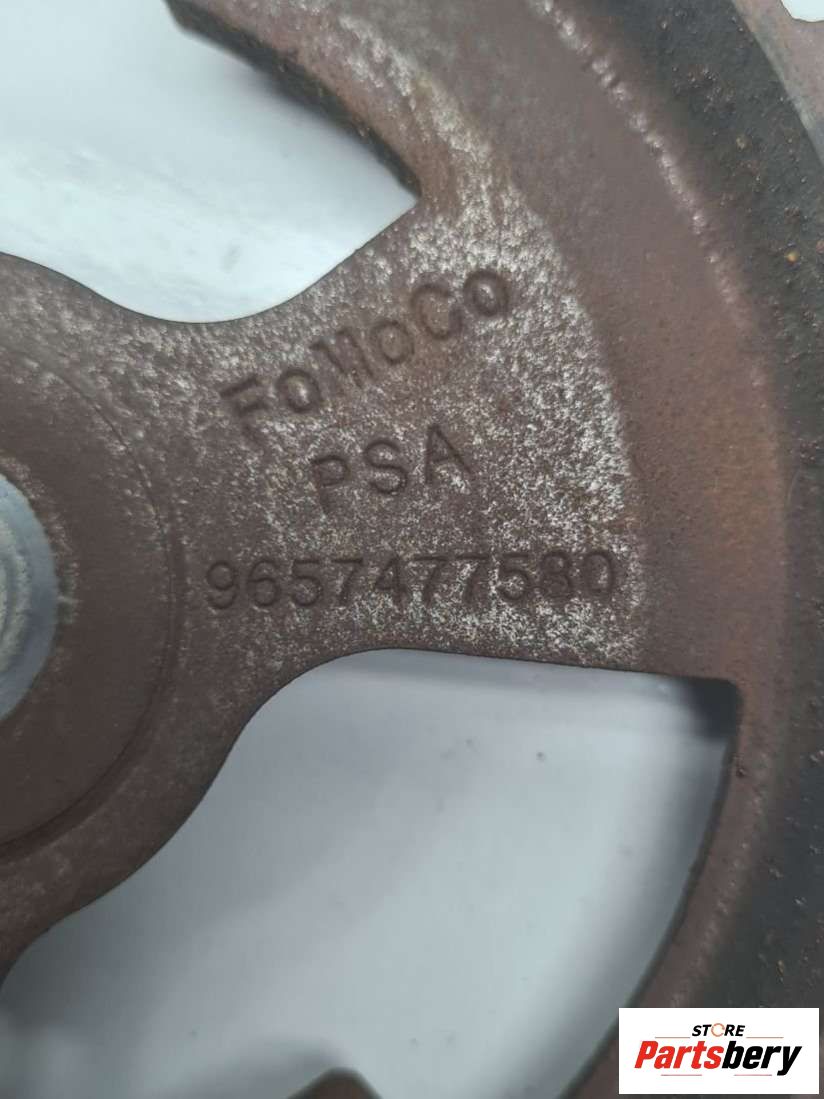 FoMoCo
PSA
9657477580
STORE
Partsbery